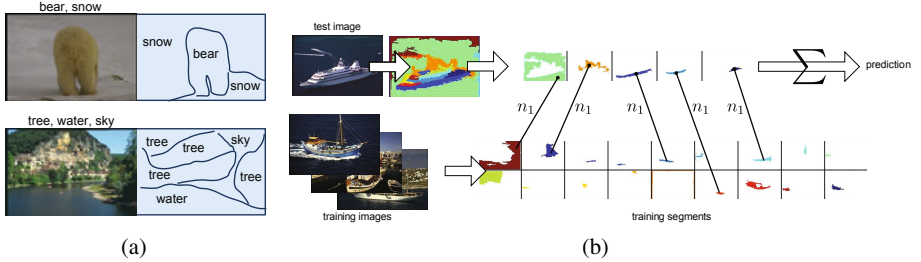 bear, snow
snow
bear
snow
tree, water, sky
tree
tree
sky
tree
tree
water
(a)
test image
Σ
prediction
n₁ n₁ n₁ n₁ n₁
training images
training segments
(b)